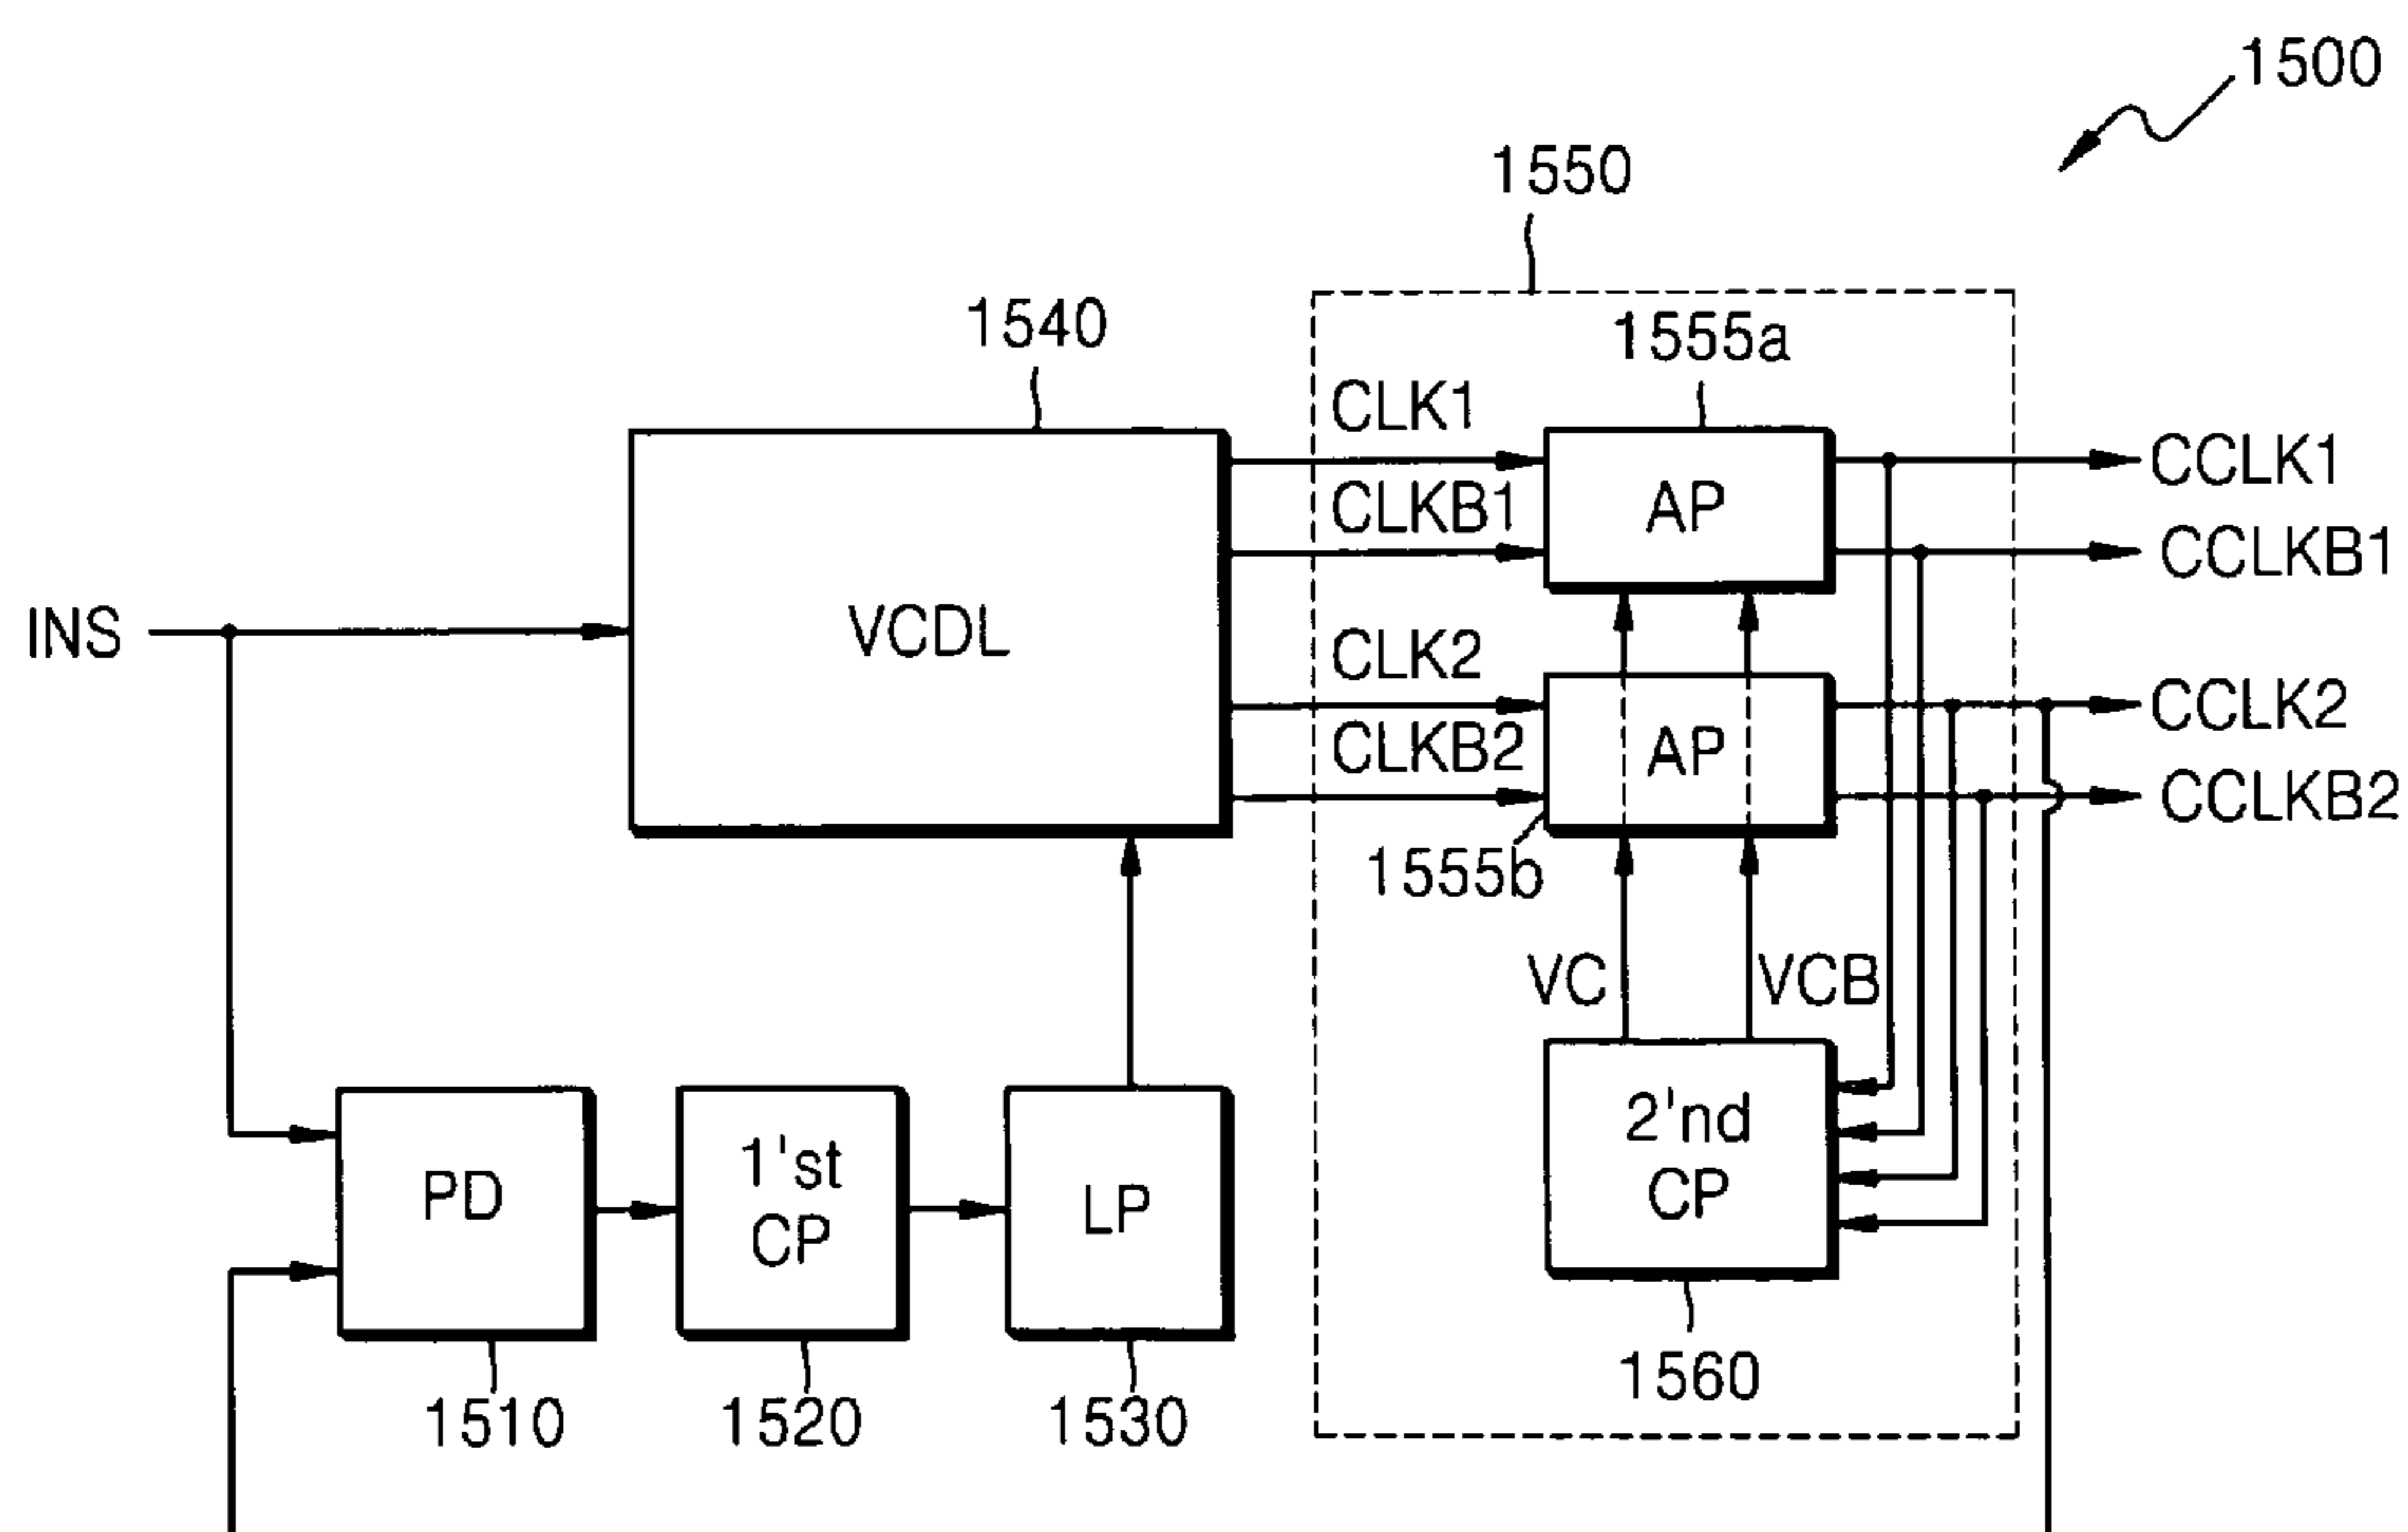 1500
1550
1540
1555a
CLK1
CCLK1
AP
CLKB1
CCLKB1
INS
VCDL
CLK2
CCLK2
AP
CLKB2
CCLKB2
1555b
VC
VCB
2'nd
CP
PD
1'st
CP
LP
1560
1510
1520
1530